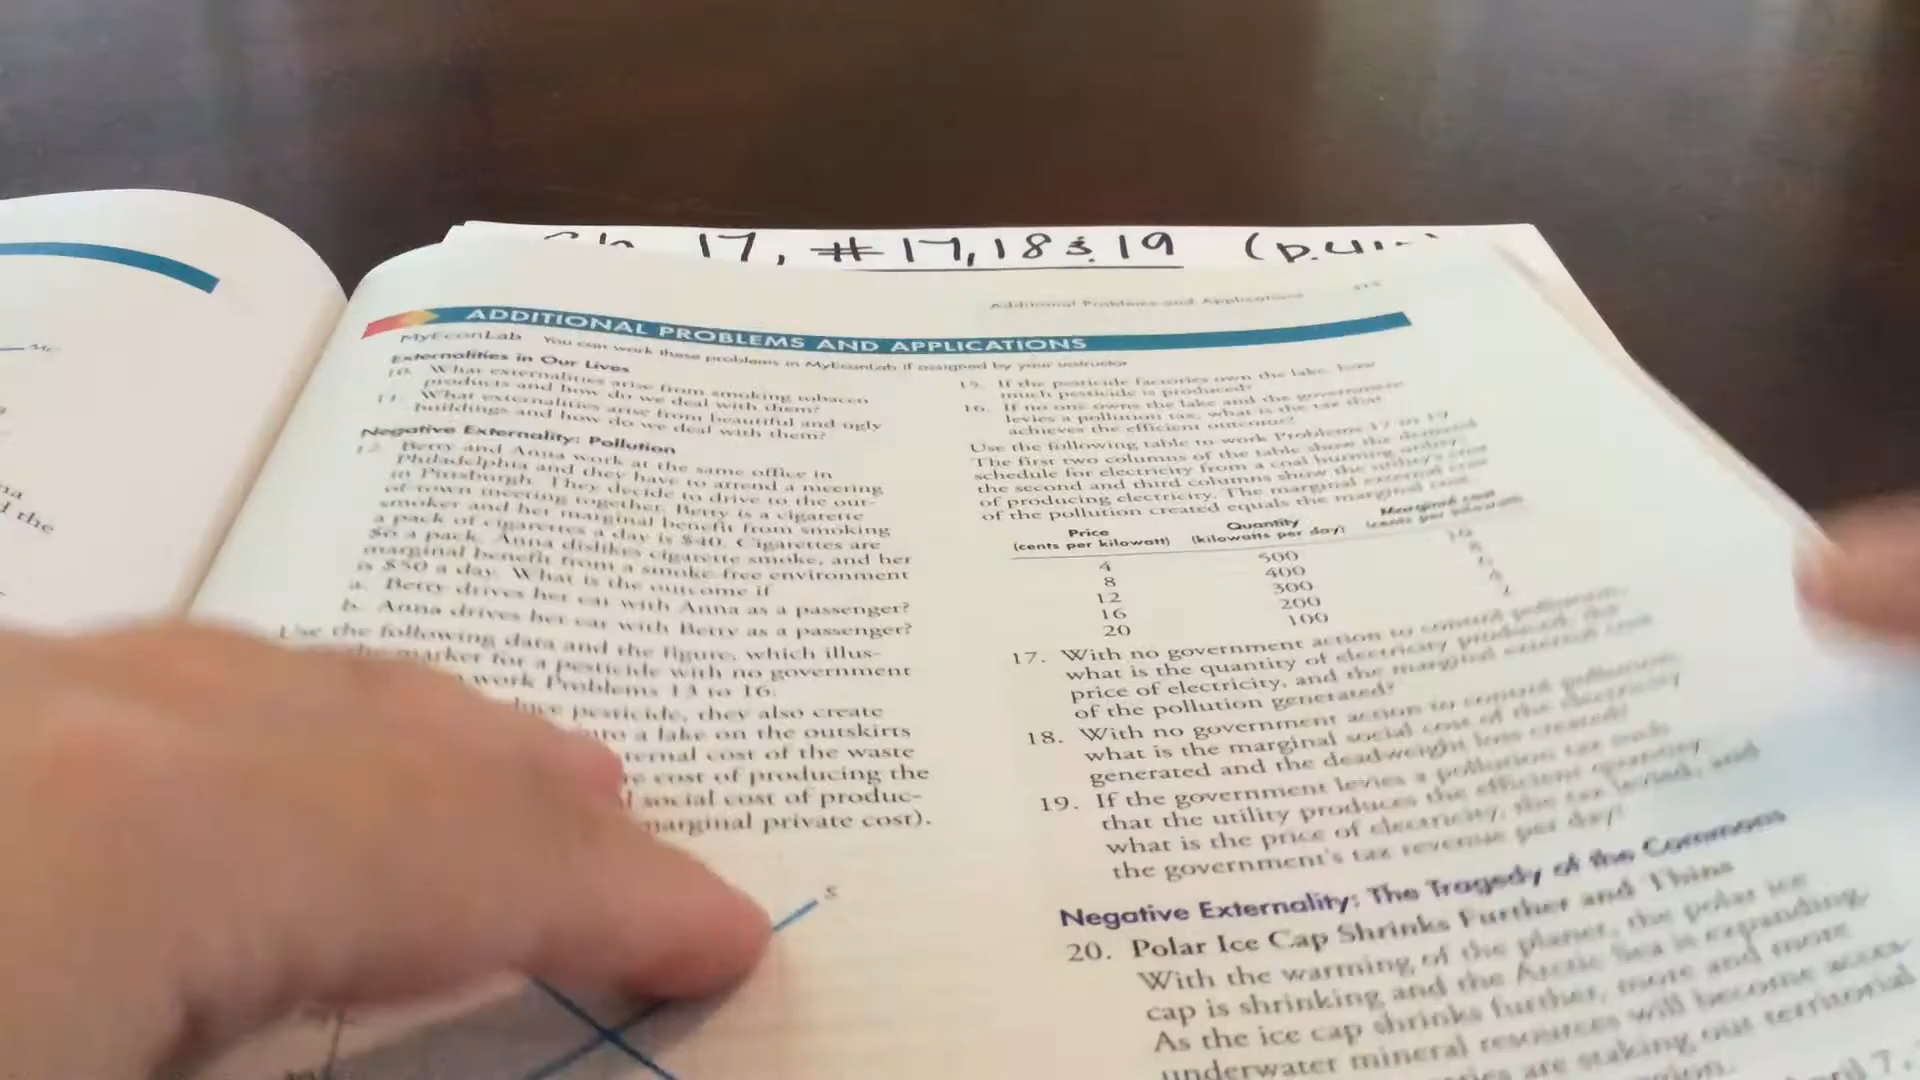 17, #17,18 & 19 (p.41
Additional Problems and Applications
ADDITIONAL PROBLEMS AND APPLICATIONS
MyEconLab You can work these problems in MyEconLab if assigned by your instructor
Externalities in Our Lives
10. What externalities arise from smoking tobacco
products and how do we deal with them?
11. What externalities arise from beautiful and ugly
buildings and how do we deal with them?
Negative Externality: Pollution
12. Betty and Anna work at the same office in
Philadelphia and they have to attend a meeting
in Pittsburgh. They decide to drive to the out-
of-town meeting together. Betty is a cigarette
smoker and her marginal benefit from smoking
a pack of cigarettes a day is $40. Cigarettes are
$6 a pack. Anna dislikes cigarette smoke, and her
marginal benefit from a smoke-free environment
is $50 a day. What is the outcome if
a. Betty drives her car with Anna as a passenger?
b. Anna drives her car with Betty as a passenger?
Use the following data and the figure, which illus-
the market for a pesticide with no government
work Problems 13 to 16.
pesticide, they also create
a lake on the outskirts
cost of the waste
cost of producing the
social cost of produc-
marginal private cost).
S
15. If the pesticide factories own the lake, how
much pesticide is produced?
16. If no one owns the lake and the government
levies a pollution tax, what is the tax that
achieves the efficient outcome?
Use the following table to work Problems 17 to 19
The first two columns of the table show the demand
schedule for electricity from a coal burning utility;
the second and third columns show the utility's cost
of producing electricity. The marginal external cost
of the pollution created equals the marginal cost.
Price Quantity Marginal cost
(cents per kilowatt) (kilowatts per day) (cents per kilowatt)
4 500 10
8 400 8
12 300 6
16 200 4
20 100 2
17. With no government action to control pollution,
what is the quantity of electricity produced, the
price of electricity, and the marginal external cost
of the pollution generated?
18. With no government action to control pollution,
what is the marginal social cost of the electricity
generated and the deadweight loss created?
19. If the government levies a pollution tax such
that the utility produces the efficient quantity,
what is the price of electricity, the tax levied, and
the government's tax revenue per day?
Negative Externality: The Tragedy of the Commons
20. Polar Ice Cap Shrinks Further and Thins
With the warming of the planet, the polar ice
cap is shrinking and the Arctic Sea is expanding.
As the ice cap shrinks further, more and more
underwater mineral resources will become acces-
are staking out territorial
April 7,
the